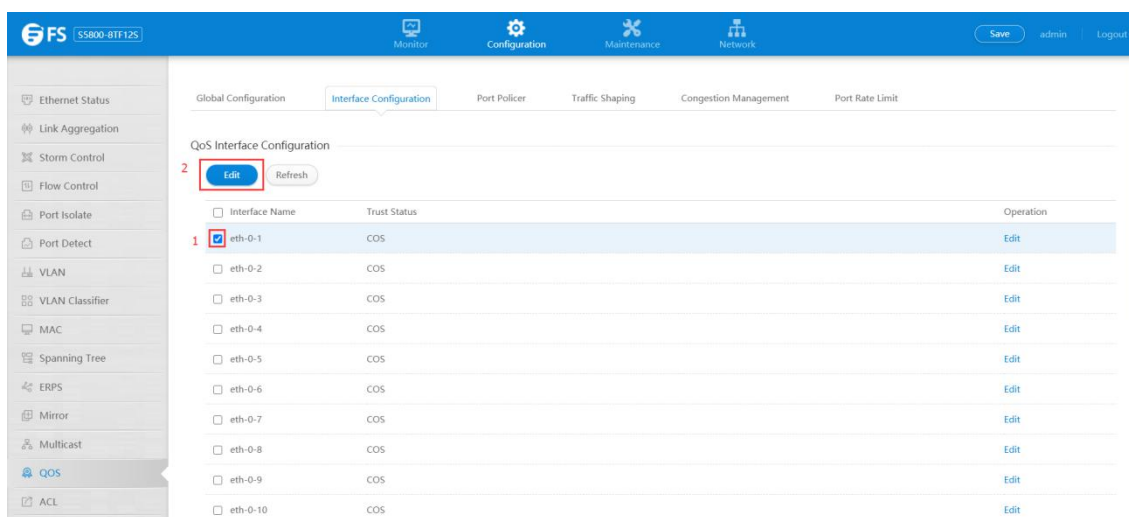 FS S5800-8TF12S
Monitor Configuration Maintenance Network
Save admin Logout
Ethernet Status
Link Aggregation
Storm Control
Flow Control
Port Isolate
Port Detect
VLAN
VLAN Classifier
MAC
Spanning Tree
ERPS
Mirror
Multicast
QOS
ACL
Global Configuration Interface Configuration Port Policer Traffic Shaping Congestion Management Port Rate Limit
QoS Interface Configuration
2 Edit Refresh
Interface Name Trust Status Operation
1 eth-0-1 COS Edit
eth-0-2 COS Edit
eth-0-3 COS Edit
eth-0-4 COS Edit
eth-0-5 COS Edit
eth-0-6 COS Edit
eth-0-7 COS Edit
eth-0-8 COS Edit
eth-0-9 COS Edit
eth-0-10 COS Edit